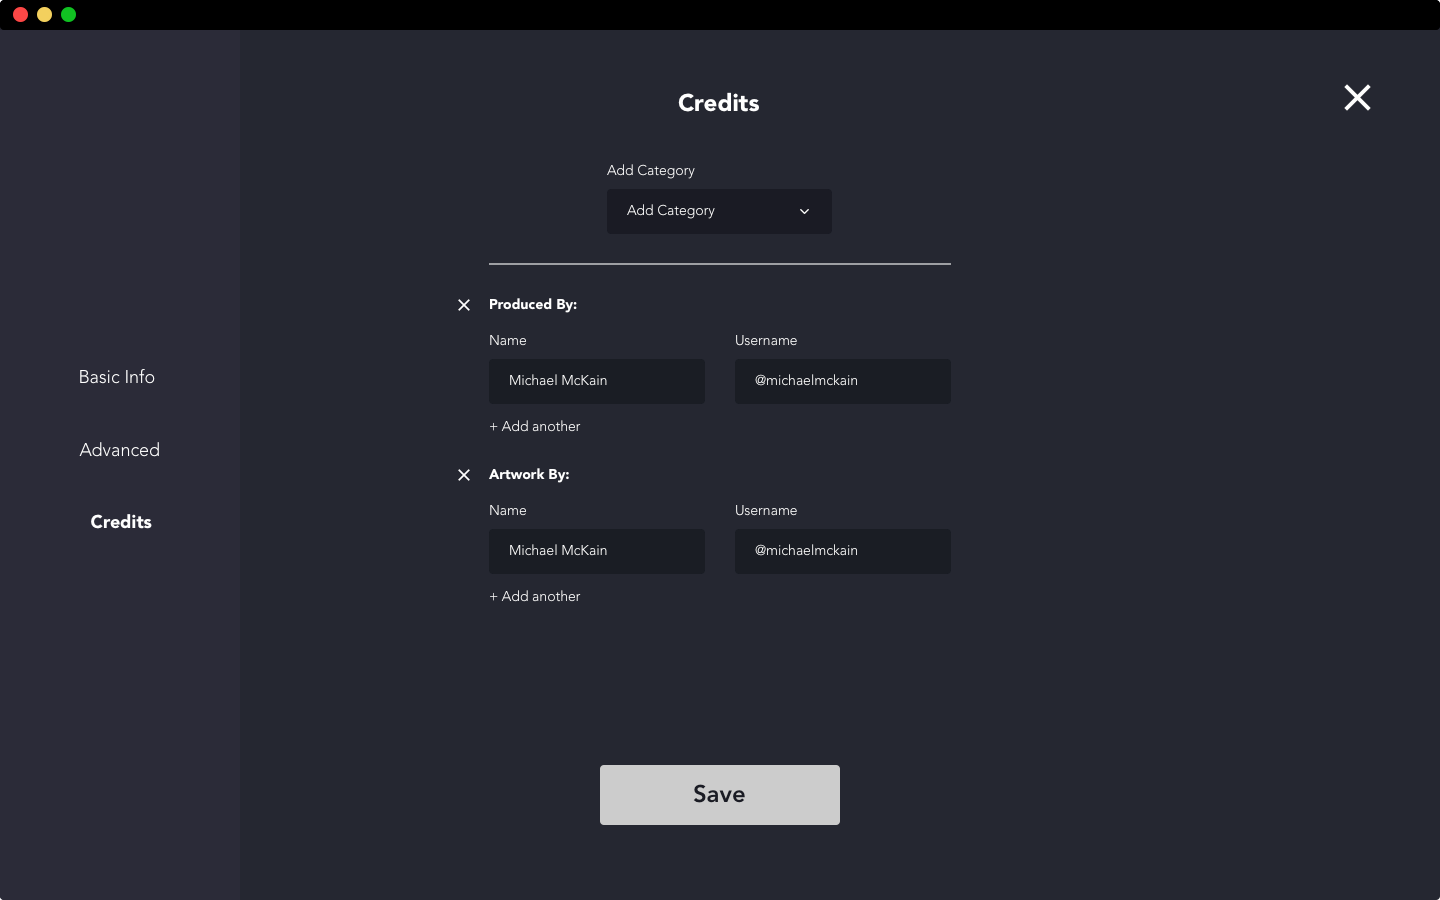 Credits
Add Category
Add Category
Produced By:
Name Username
Michael McKain @michaelmckain
+ Add another
Artwork By:
Name Username
Michael McKain @michaelmckain
+ Add another
Save
Basic Info
Advanced
Credits